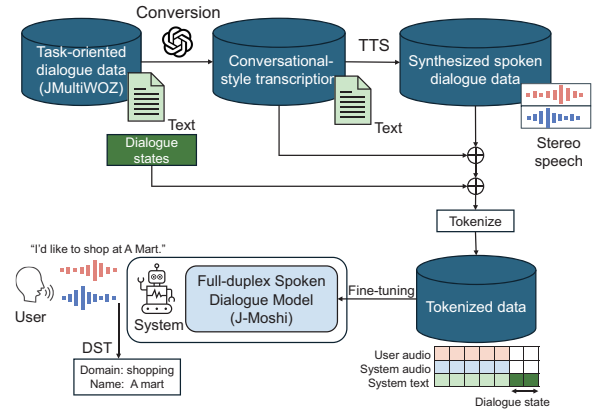 Conversion
Task-oriented
dialogue data
(JMultiWOZ)
Text
Dialogue
states
Conversational-
style transcription
Text
TTS
Synthesized spoken
dialogue data
Stereo
speech
Tokenize
Tokenized data
Fine-tuning
Full-duplex Spoken
Dialogue Model
(J-Moshi)
System
“I'd like to shop at A Mart.”
User
DST
Domain: shopping
Name: A mart
User audio
System audio
System text
Dialogue state